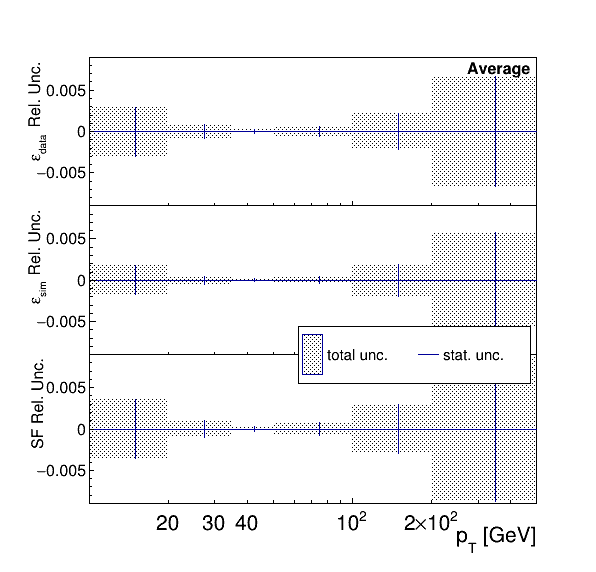 Average
ε_data Rel. Unc.
0.005
0
−0.005
ε_sim Rel. Unc.
0.005
0
−0.005
total unc.
stat. unc.
SF Rel. Unc.
0.005
0
−0.005
20 30 40 10² 2×10²
p_T [GeV]